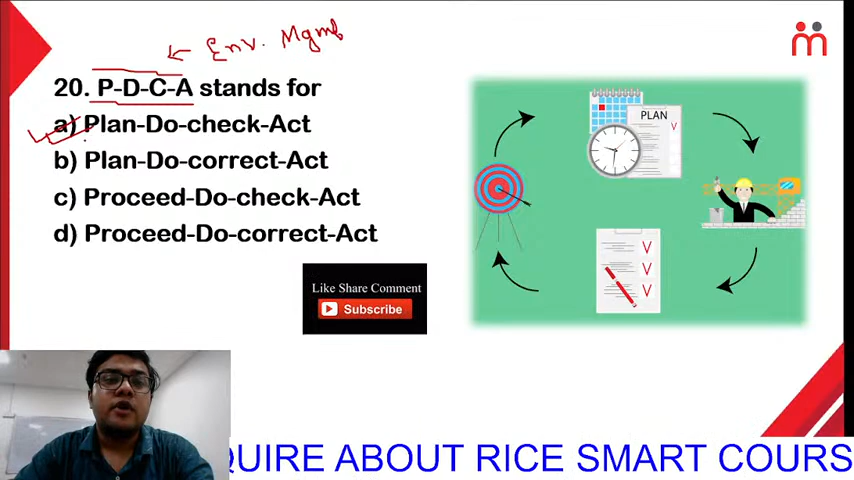 ← Env. Mgmt
20. P-D-C-A stands for
a) Plan-Do-check-Act
b) Plan-Do-correct-Act
c) Proceed-Do-check-Act
d) Proceed-Do-correct-Act
PLAN
Like Share Comment
Subscribe
QUIRE ABOUT RICE SMART COURS